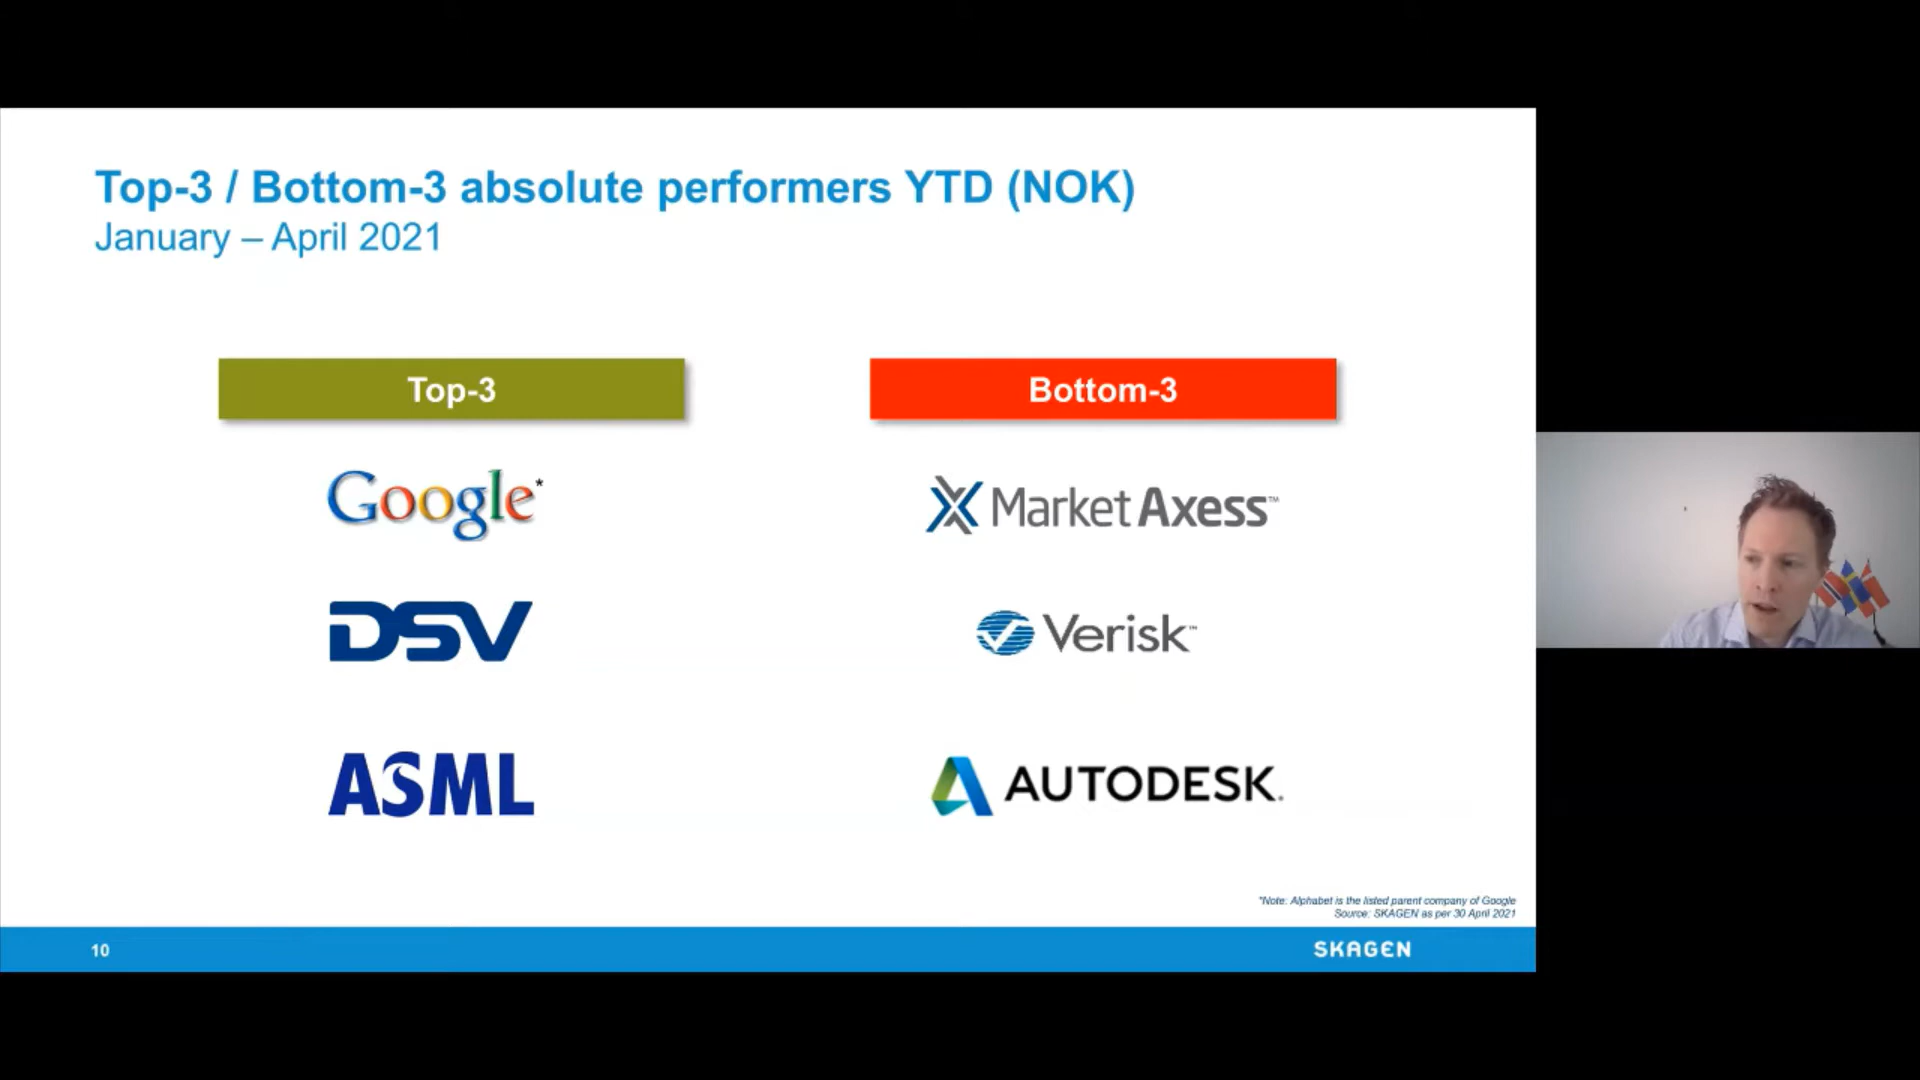 Top-3 / Bottom-3 absolute performers YTD (NOK)
January – April 2021
Top-3
Bottom-3
Google*
MarketAxess™
DSV
Verisk™
ASML
AUTODESK.
*Note: Alphabet is the listed parent company of Google
Source: SKAGEN as per 30 April 2021
10
SKAGEN